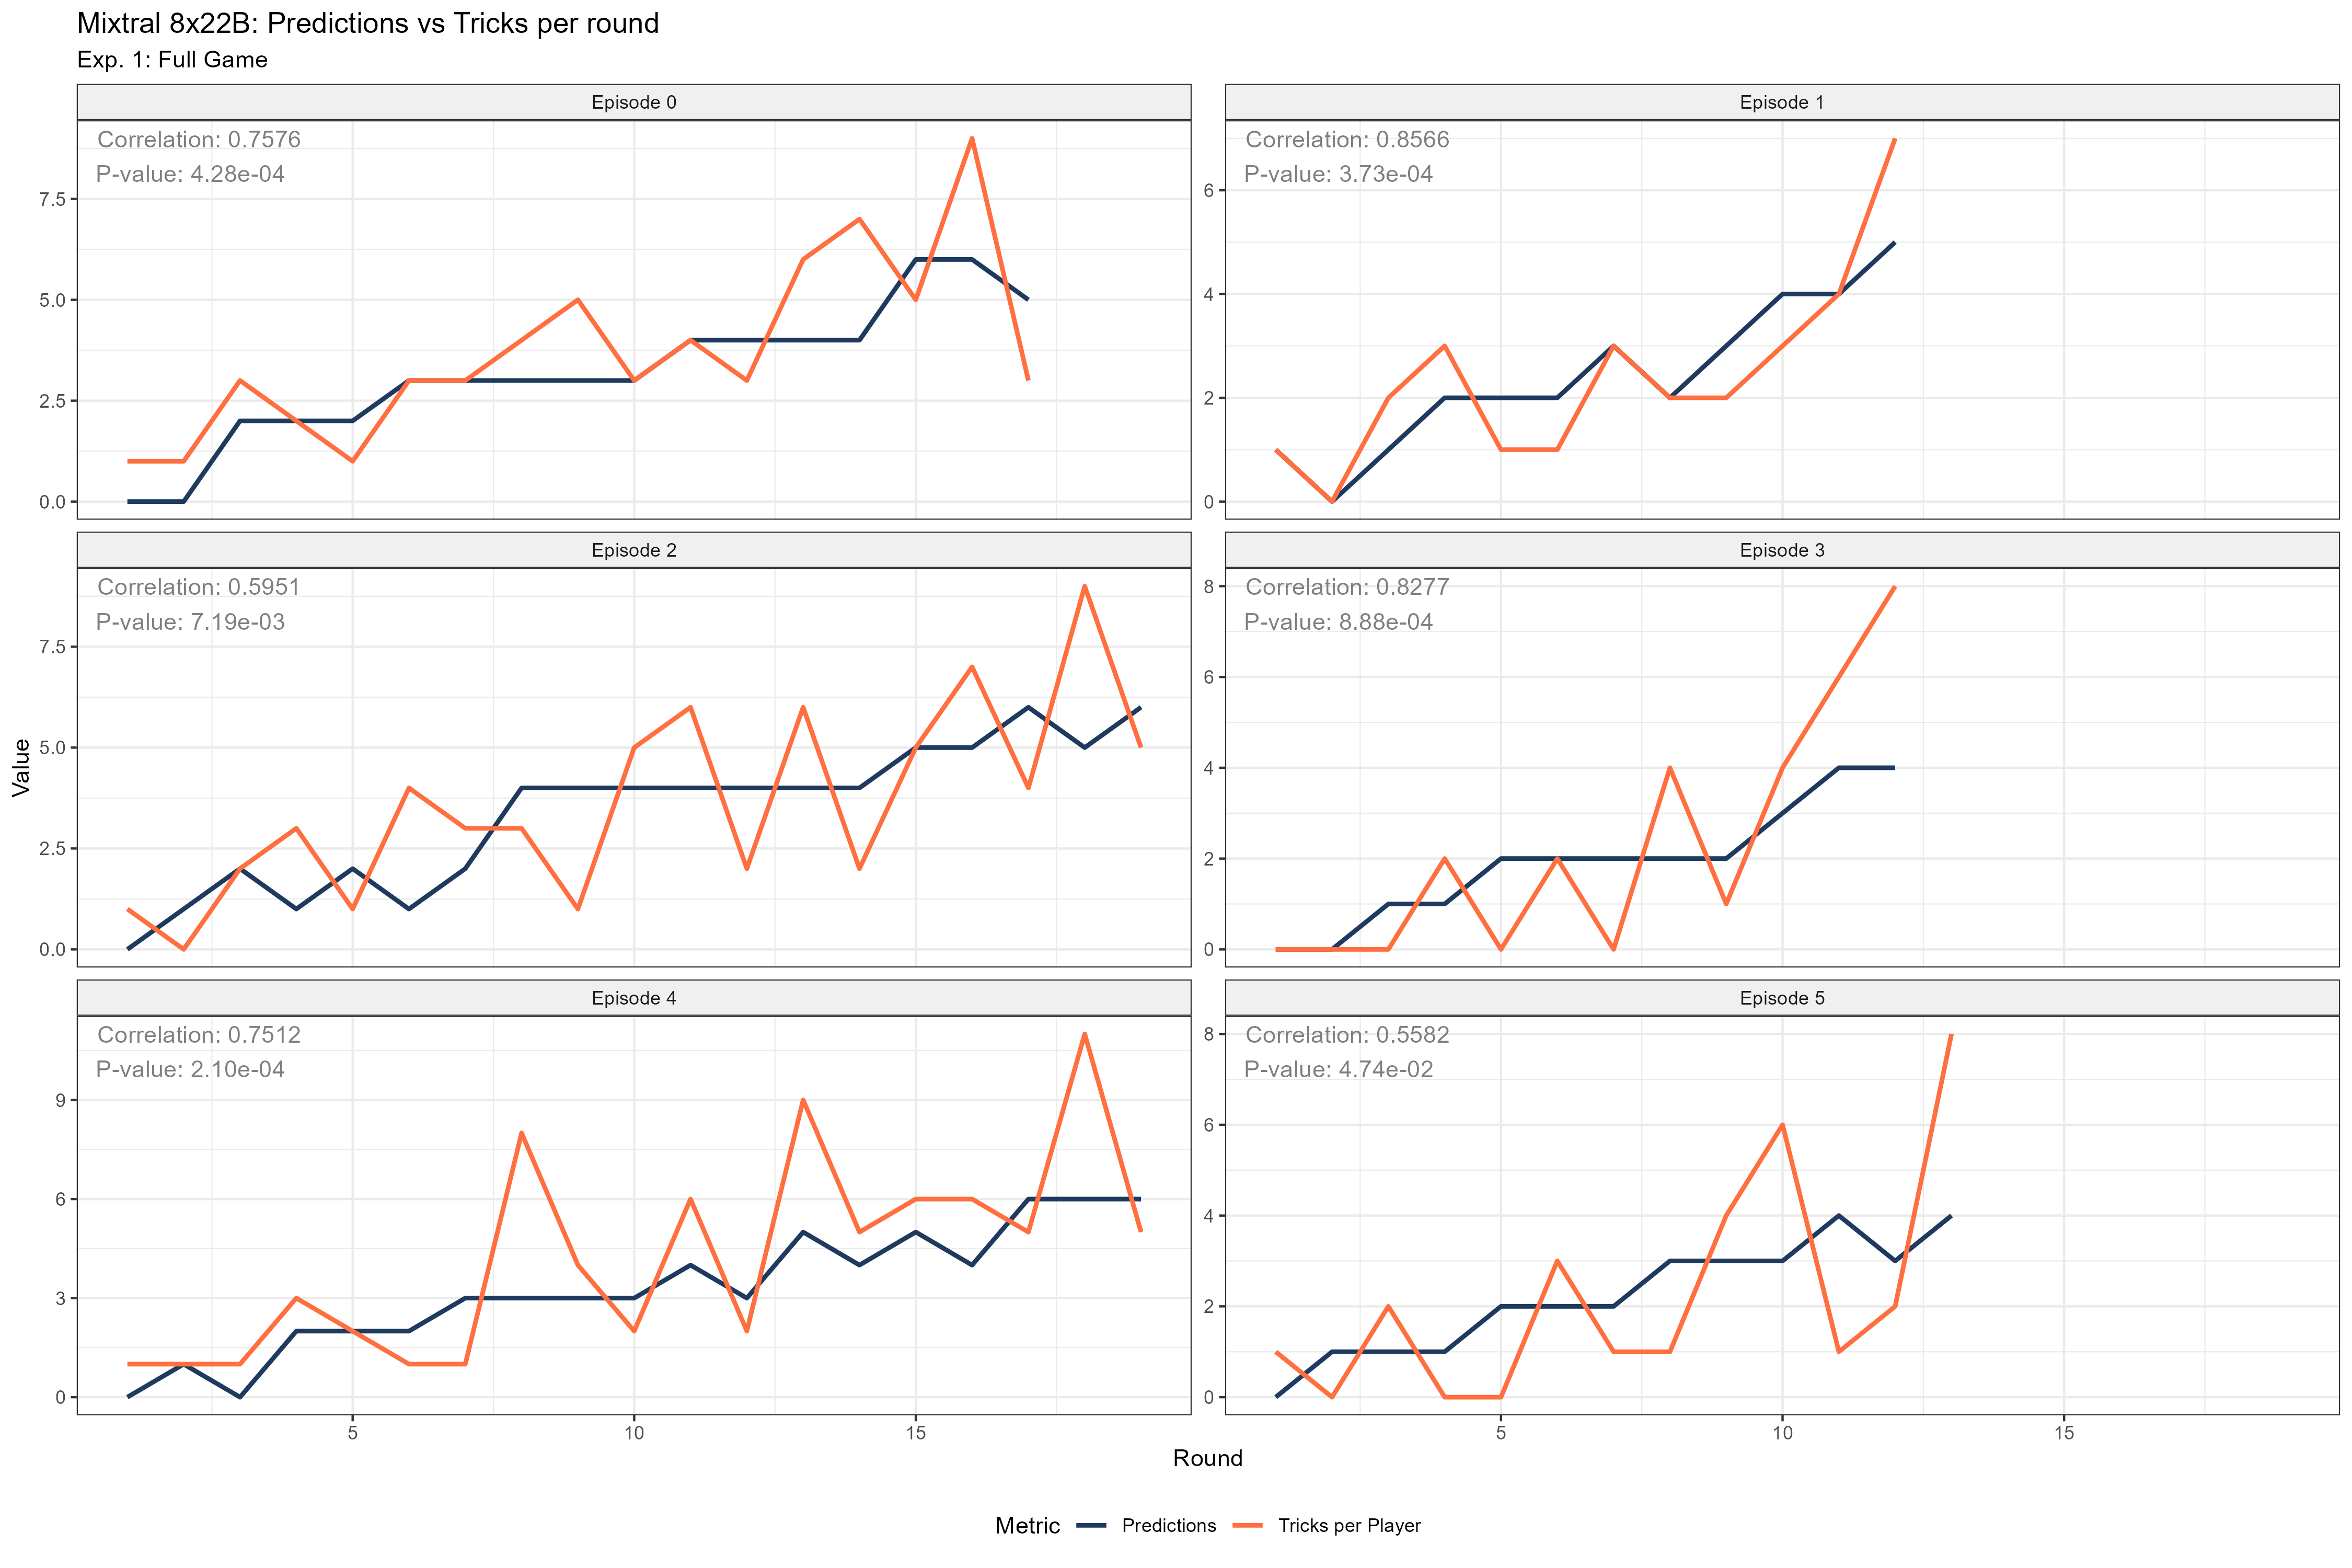 Mixtral 8x22B: Predictions vs Tricks per round
Exp. 1: Full Game
Episode 0
Correlation: 0.7576
P-value: 4.28e-04
7.5
5.0
2.5
0.0
Episode 1
Correlation: 0.8566
P-value: 3.73e-04
6
4
2
0
Episode 2
Correlation: 0.5951
P-value: 7.19e-03
7.5
5.0
2.5
0.0
Episode 3
Correlation: 0.8277
P-value: 8.88e-04
8
6
4
2
0
Value
Episode 4
Correlation: 0.7512
P-value: 2.10e-04
9
6
3
0
5 10 15
Episode 5
Correlation: 0.5582
P-value: 4.74e-02
8
6
4
2
0
5 10 15
Round
Metric Predictions Tricks per Player